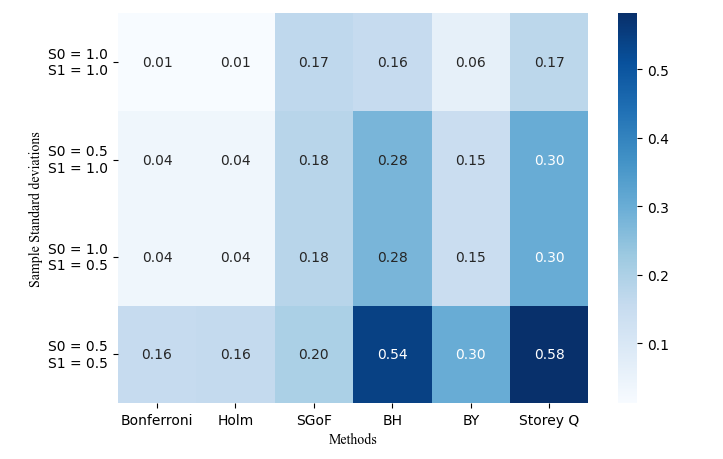 S0 = 1.0
S1 = 1.0
0.01 0.01 0.17 0.16 0.06 0.17
S0 = 0.5
S1 = 1.0
0.04 0.04 0.18 0.28 0.15 0.30
S0 = 1.0
S1 = 0.5
0.04 0.04 0.18 0.28 0.15 0.30
S0 = 0.5
S1 = 0.5
0.16 0.16 0.20 0.54 0.30 0.58
Sample Standard deviations
Bonferroni Holm SGoF BH BY Storey Q
Methods
0.5
0.4
0.3
0.2
0.1